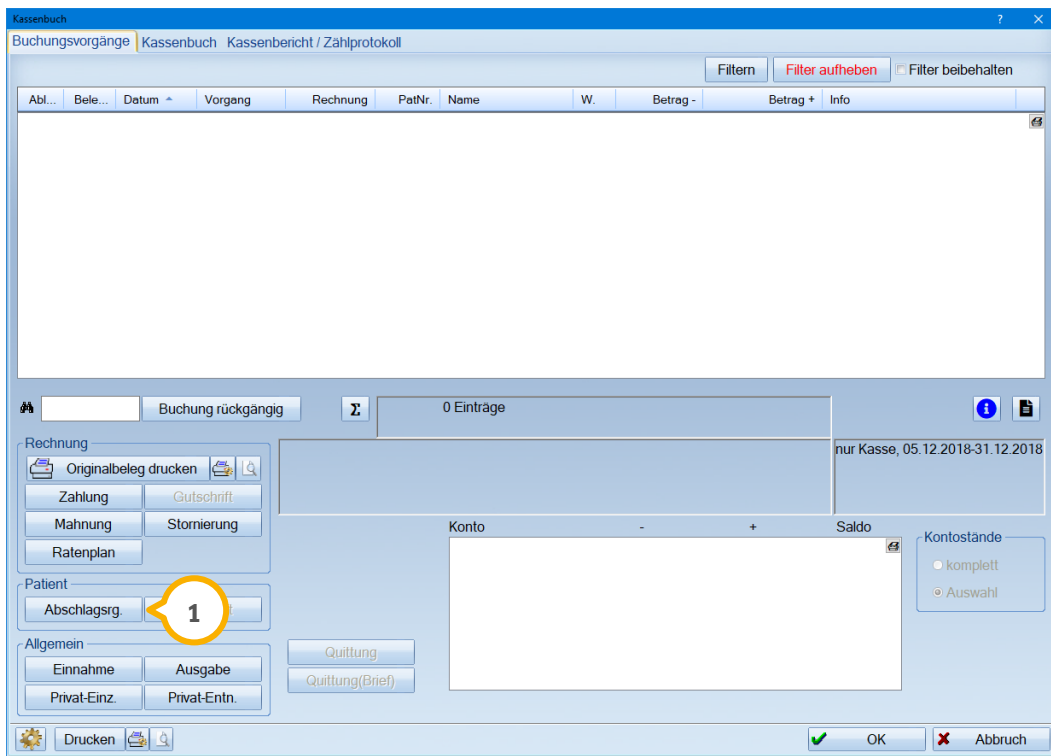 Kassenbuch
Buchungsvorgänge Kassenbuch Kassenbericht / Zählprotokoll
Filtern Filter aufheben Filter beibehalten
Abl... Bele... Datum Vorgang Rechnung PatNr. Name W. Betrag - Betrag + Info
Buchung rückgängig Σ 0 Einträge
Rechnung
nur Kasse, 05.12.2018-31.12.2018
Originalbeleg drucken
Zahlung Gutschrift
Mahnung Stornierung
Konto - + Saldo
Kontostände
Ratenplan
komplett
Patient
Auswahl
Abschlagsrg. 1
Allgemein
Quittung
Einnahme Ausgabe
Quittung(Brief)
Privat-Einz. Privat-Entn.
Drucken OK Abbruch